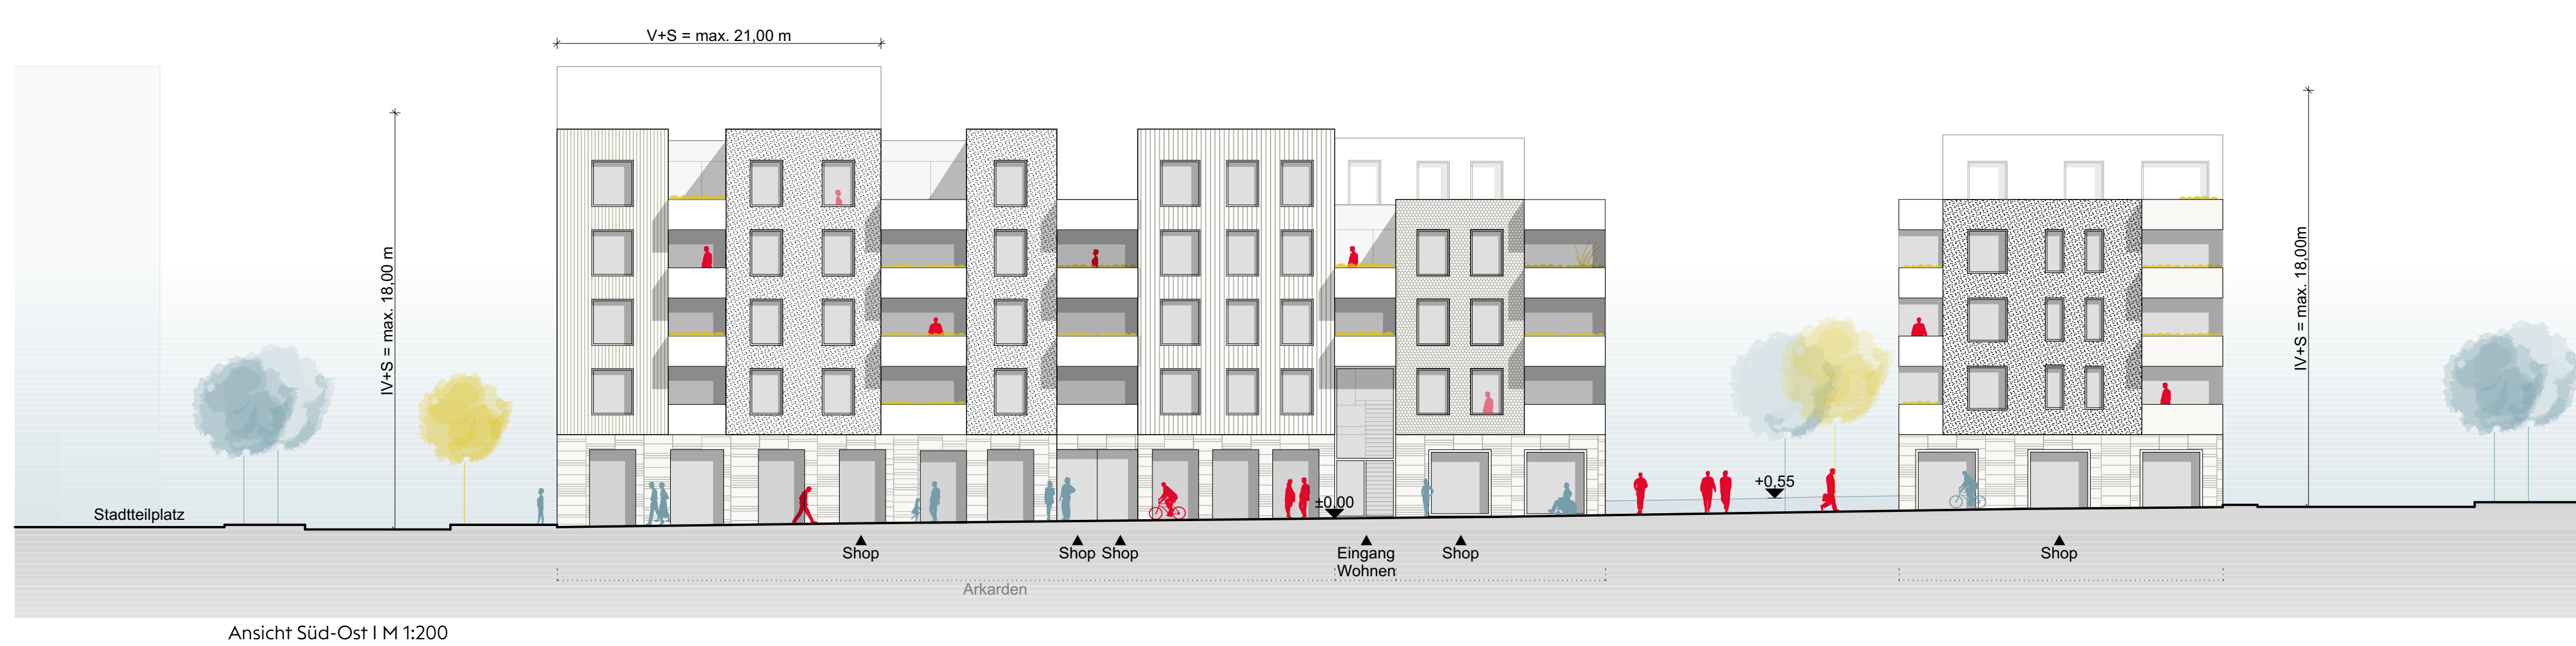 V+S = max. 21,00 m
IV+S = max. 18,00 m
IV+S = max. 18,00m
+0,55
±0,00
Stadtteilplatz
Shop
Shop
Shop
Eingang
Wohnen
Shop
Shop
Arkarden
Ansicht Süd-Ost I M 1:200